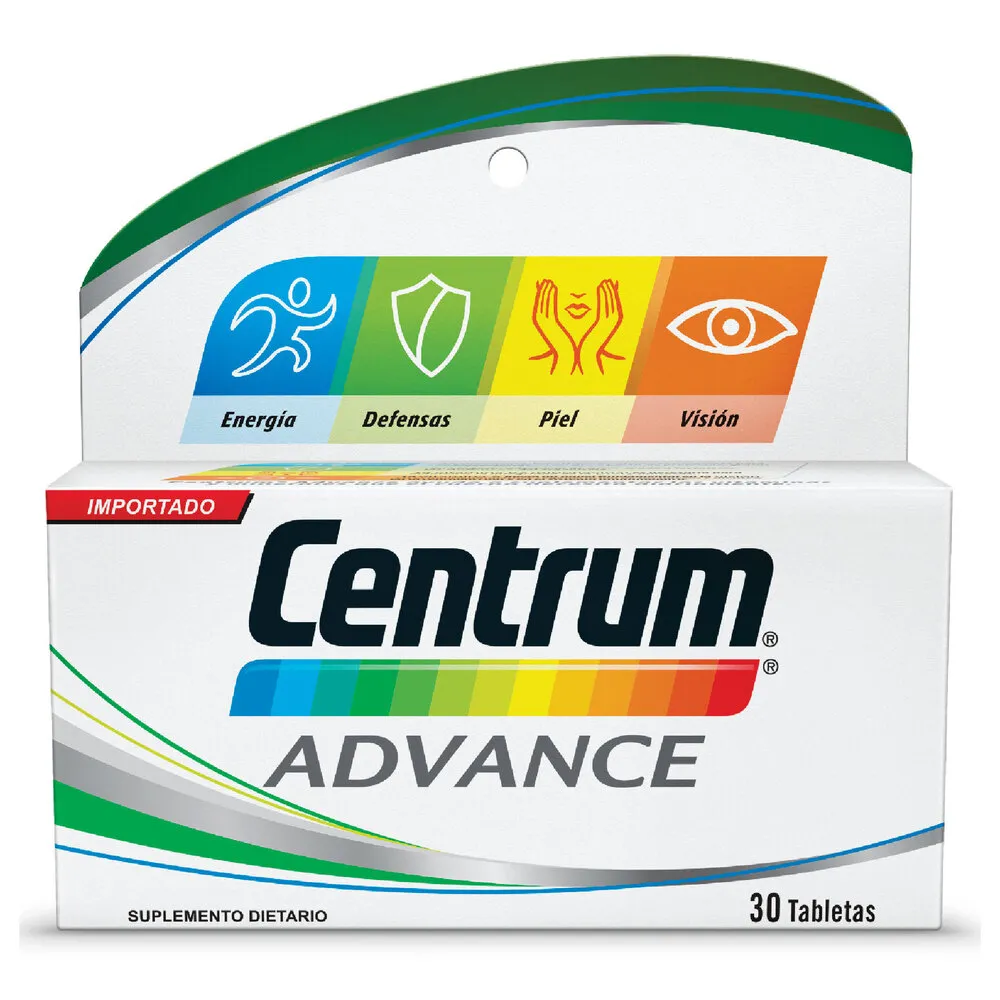 Energía Defensas Piel Visión
IMPORTADO
Centrum®
®
ADVANCE
SUPLEMENTO DIETARIO
30 Tabletas